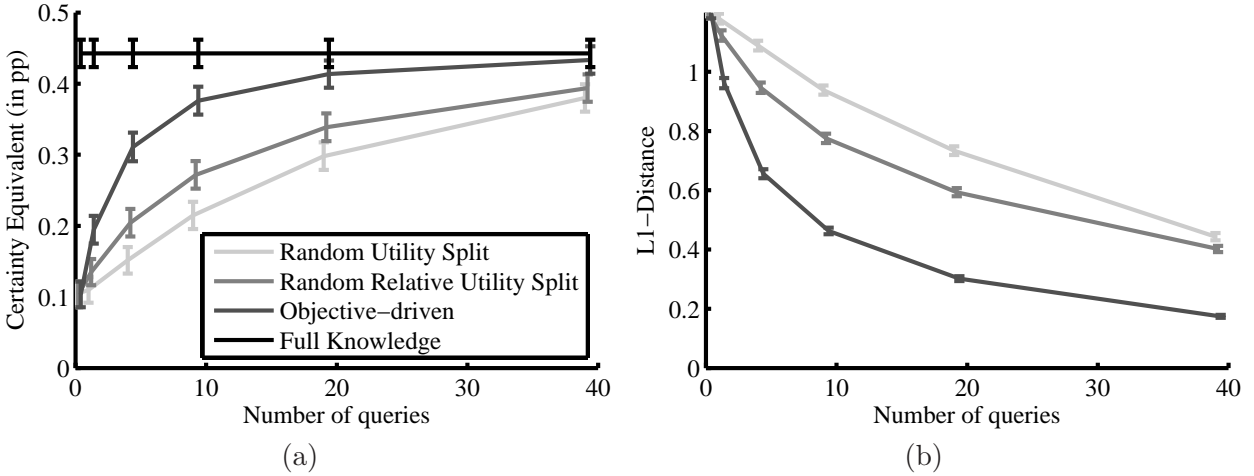 Certainty Equivalent (in pp)
0.5
0.4
0.3
0.2
0.1
0
0
10
20
30
40
Number of queries
Random Utility Split
Random Relative Utility Split
Objective−driven
Full Knowledge
(a)
L1−Distance
1
0.8
0.6
0.4
0.2
0
0
10
20
30
40
Number of queries
(b)